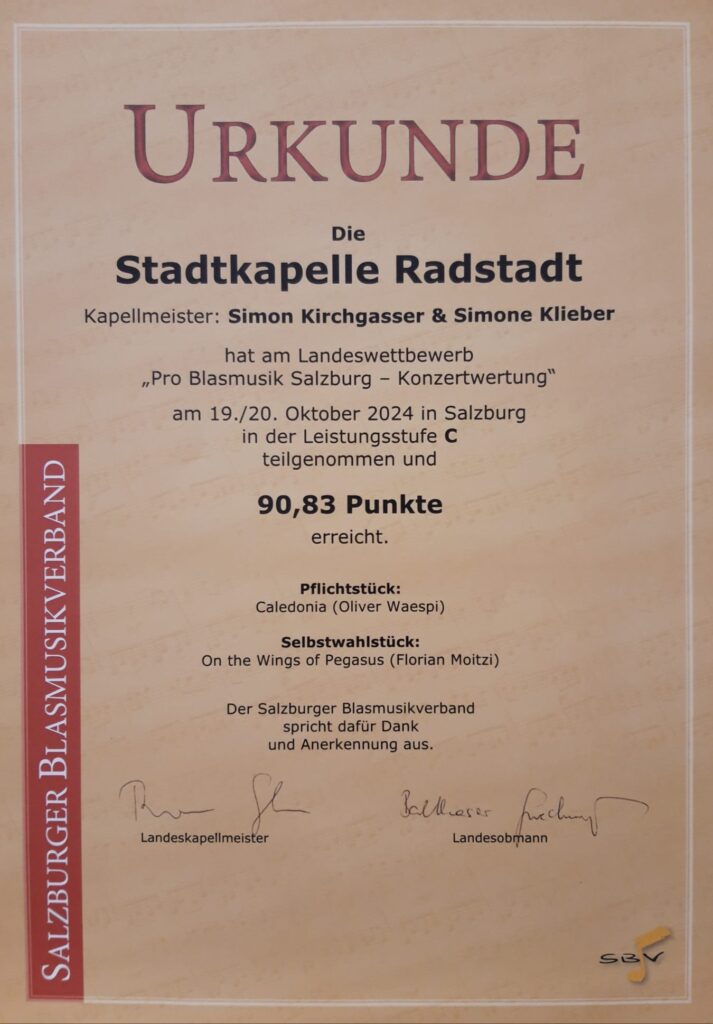 URKUNDE
Die
Stadtkapelle Radstadt
Kapellmeister: Simon Kirchgasser & Simone Klieber
hat am Landeswettbewerb
„Pro Blasmusik Salzburg – Konzertwertung“
am 19./20. Oktober 2024 in Salzburg
in der Leistungsstufe C
teilgenommen und
90,83 Punkte
erreicht.
Pflichtstück:
Caledonia (Oliver Waespi)
Selbstwahlstück:
On the Wings of Pegasus (Florian Moitzi)
Der Salzburger Blasmusikverband
spricht dafür Dank
und Anerkennung aus.
Landeskapellmeister
Landesobmann
SALZBURGER BLASMUSIKVERBAND
SBV